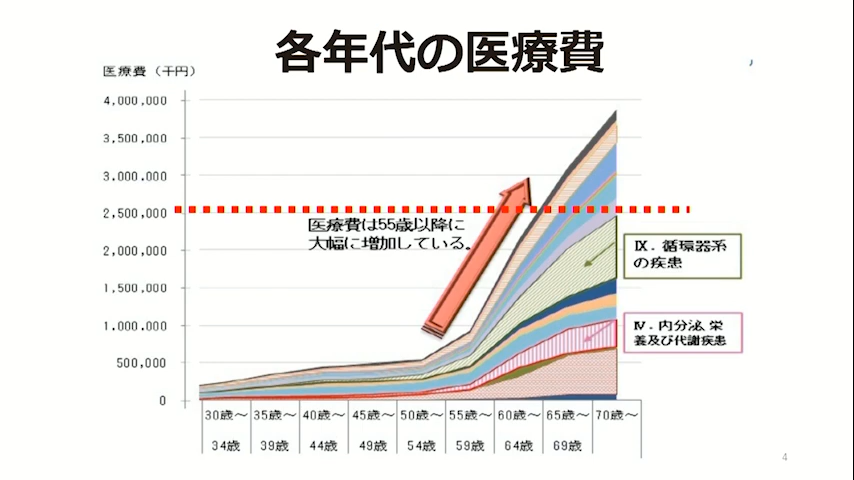 各年代の医療費
医療費（千円）
4,000,000
3,500,000
3,000,000
2,500,000
2,000,000
1,500,000
1,000,000
500,000
0
医療費は55歳以降に
大幅に増加している。
Ⅸ．循環器系
の疾患
Ⅳ．内分泌, 栄
養及び代謝疾患
30歳～ 35歳～ 40歳～ 45歳～ 50歳～ 55歳～ 60歳～ 65歳～ 70歳～
34歳 39歳 44歳 49歳 54歳 59歳 64歳 69歳
4